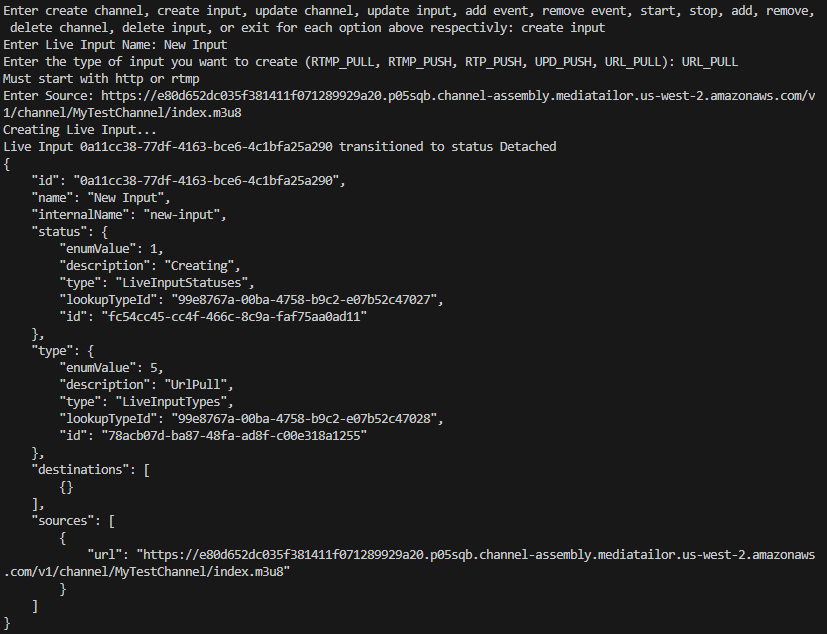 Enter create channel, create input, update channel, update input, add event, remove event, start, stop, add, remove,
 delete channel, delete input, or exit for each option above respectivly: create input
Enter Live Input Name: New Input
Enter the type of input you want to create (RTMP_PULL, RTMP_PUSH, RTP_PUSH, UPD_PUSH, URL_PULL): URL_PULL
Must start with http or rtmp
Enter Source: https://e80d652dc035f381411f071289929a20.p05sqb.channel-assembly.mediatailor.us-west-2.amazonaws.com/v
1/channel/MyTestChannel/index.m3u8
Creating Live Input...
Live Input 0a11cc38-77df-4163-bce6-4c1bfa25a290 transitioned to status Detached
{
    "id": "0a11cc38-77df-4163-bce6-4c1bfa25a290",
    "name": "New Input",
    "internalName": "new-input",
    "status": {
        "enumValue": 1,
        "description": "Creating",
        "type": "LiveInputStatuses",
        "lookupTypeId": "99e8767a-00ba-4758-b9c2-e07b52c47027",
        "id": "fc54cc45-cc4f-466c-8c9a-faf75aa0ad11"
    },
    "type": {
        "enumValue": 5,
        "description": "UrlPull",
        "type": "LiveInputTypes",
        "lookupTypeId": "99e8767a-00ba-4758-b9c2-e07b52c47028",
        "id": "78acb07d-ba87-48fa-ad8f-c00e318a1255"
    },
    "destinations": [
        {}
    ],
    "sources": [
        {
            "url": "https://e80d652dc035f381411f071289929a20.p05sqb.channel-assembly.mediatailor.us-west-2.amazonaws
.com/v1/channel/MyTestChannel/index.m3u8"
        }
    ]
}